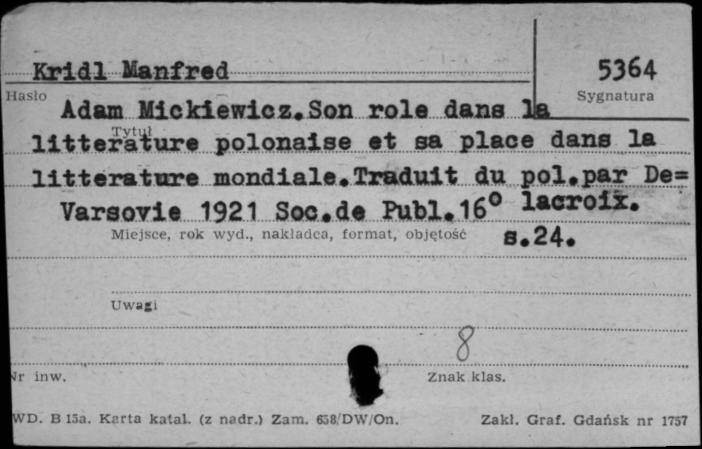 Kridl Manfred
5364
Hasło
Sygnatura
Adam Mickiewicz.Son role dans la
Tytuł
litterature polonaise et sa place dans la
litterature mondiale.Traduit du pol.par De=
lacroix.
Varsovie 1921 Soc.de Publ.16°
Miejsce, rok wyd., nakładca, format, objętość
s.24.
Uwagi
8
Nr inw.
Znak klas.
WD. B 15a. Karta katal. (z nadr.) Zam. 658/DW/On.
Zakł. Graf. Gdańsk nr 1757